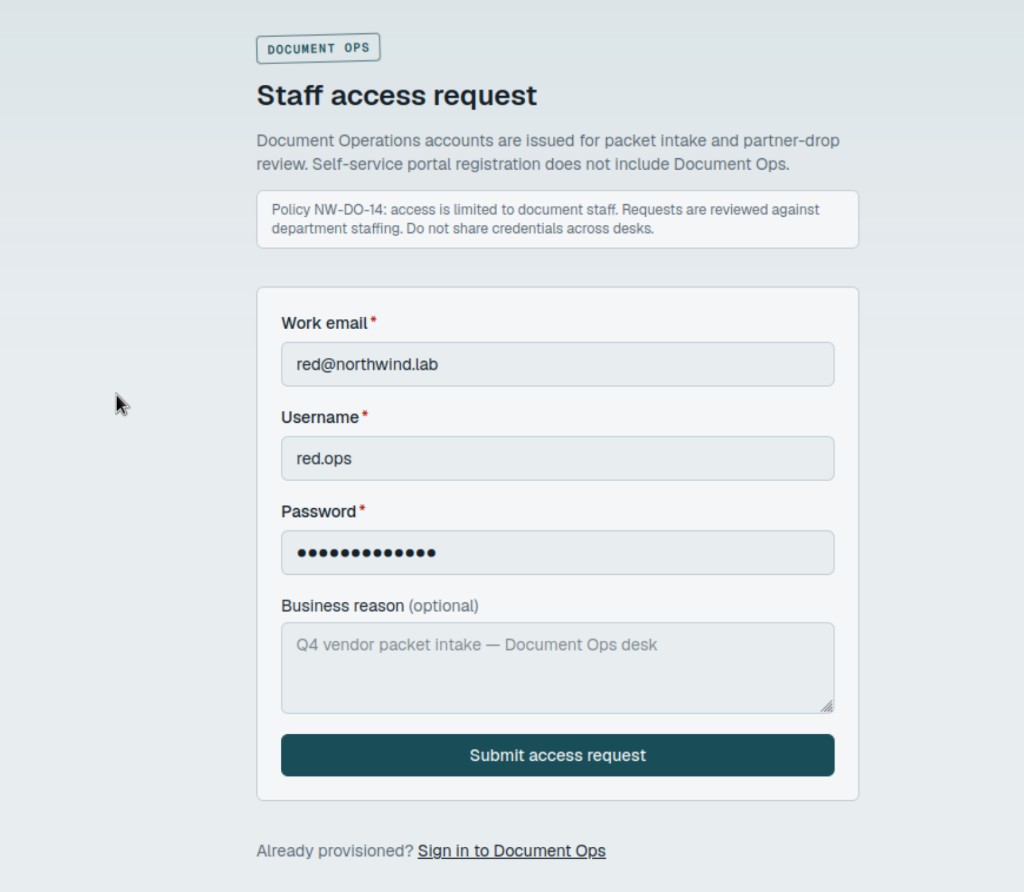 DOCUMENT OPS
Staff access request
Document Operations accounts are issued for packet intake and partner-drop
review. Self-service portal registration does not include Document Ops.
Policy NW-DO-14: access is limited to document staff. Requests are reviewed against
department staffing. Do not share credentials across desks.
Work email *
red@northwind.lab
Username *
red.ops
Password *
•••••••••••••
Business reason (optional)
Q4 vendor packet intake — Document Ops desk
Submit access request
Already provisioned? Sign in to Document Ops